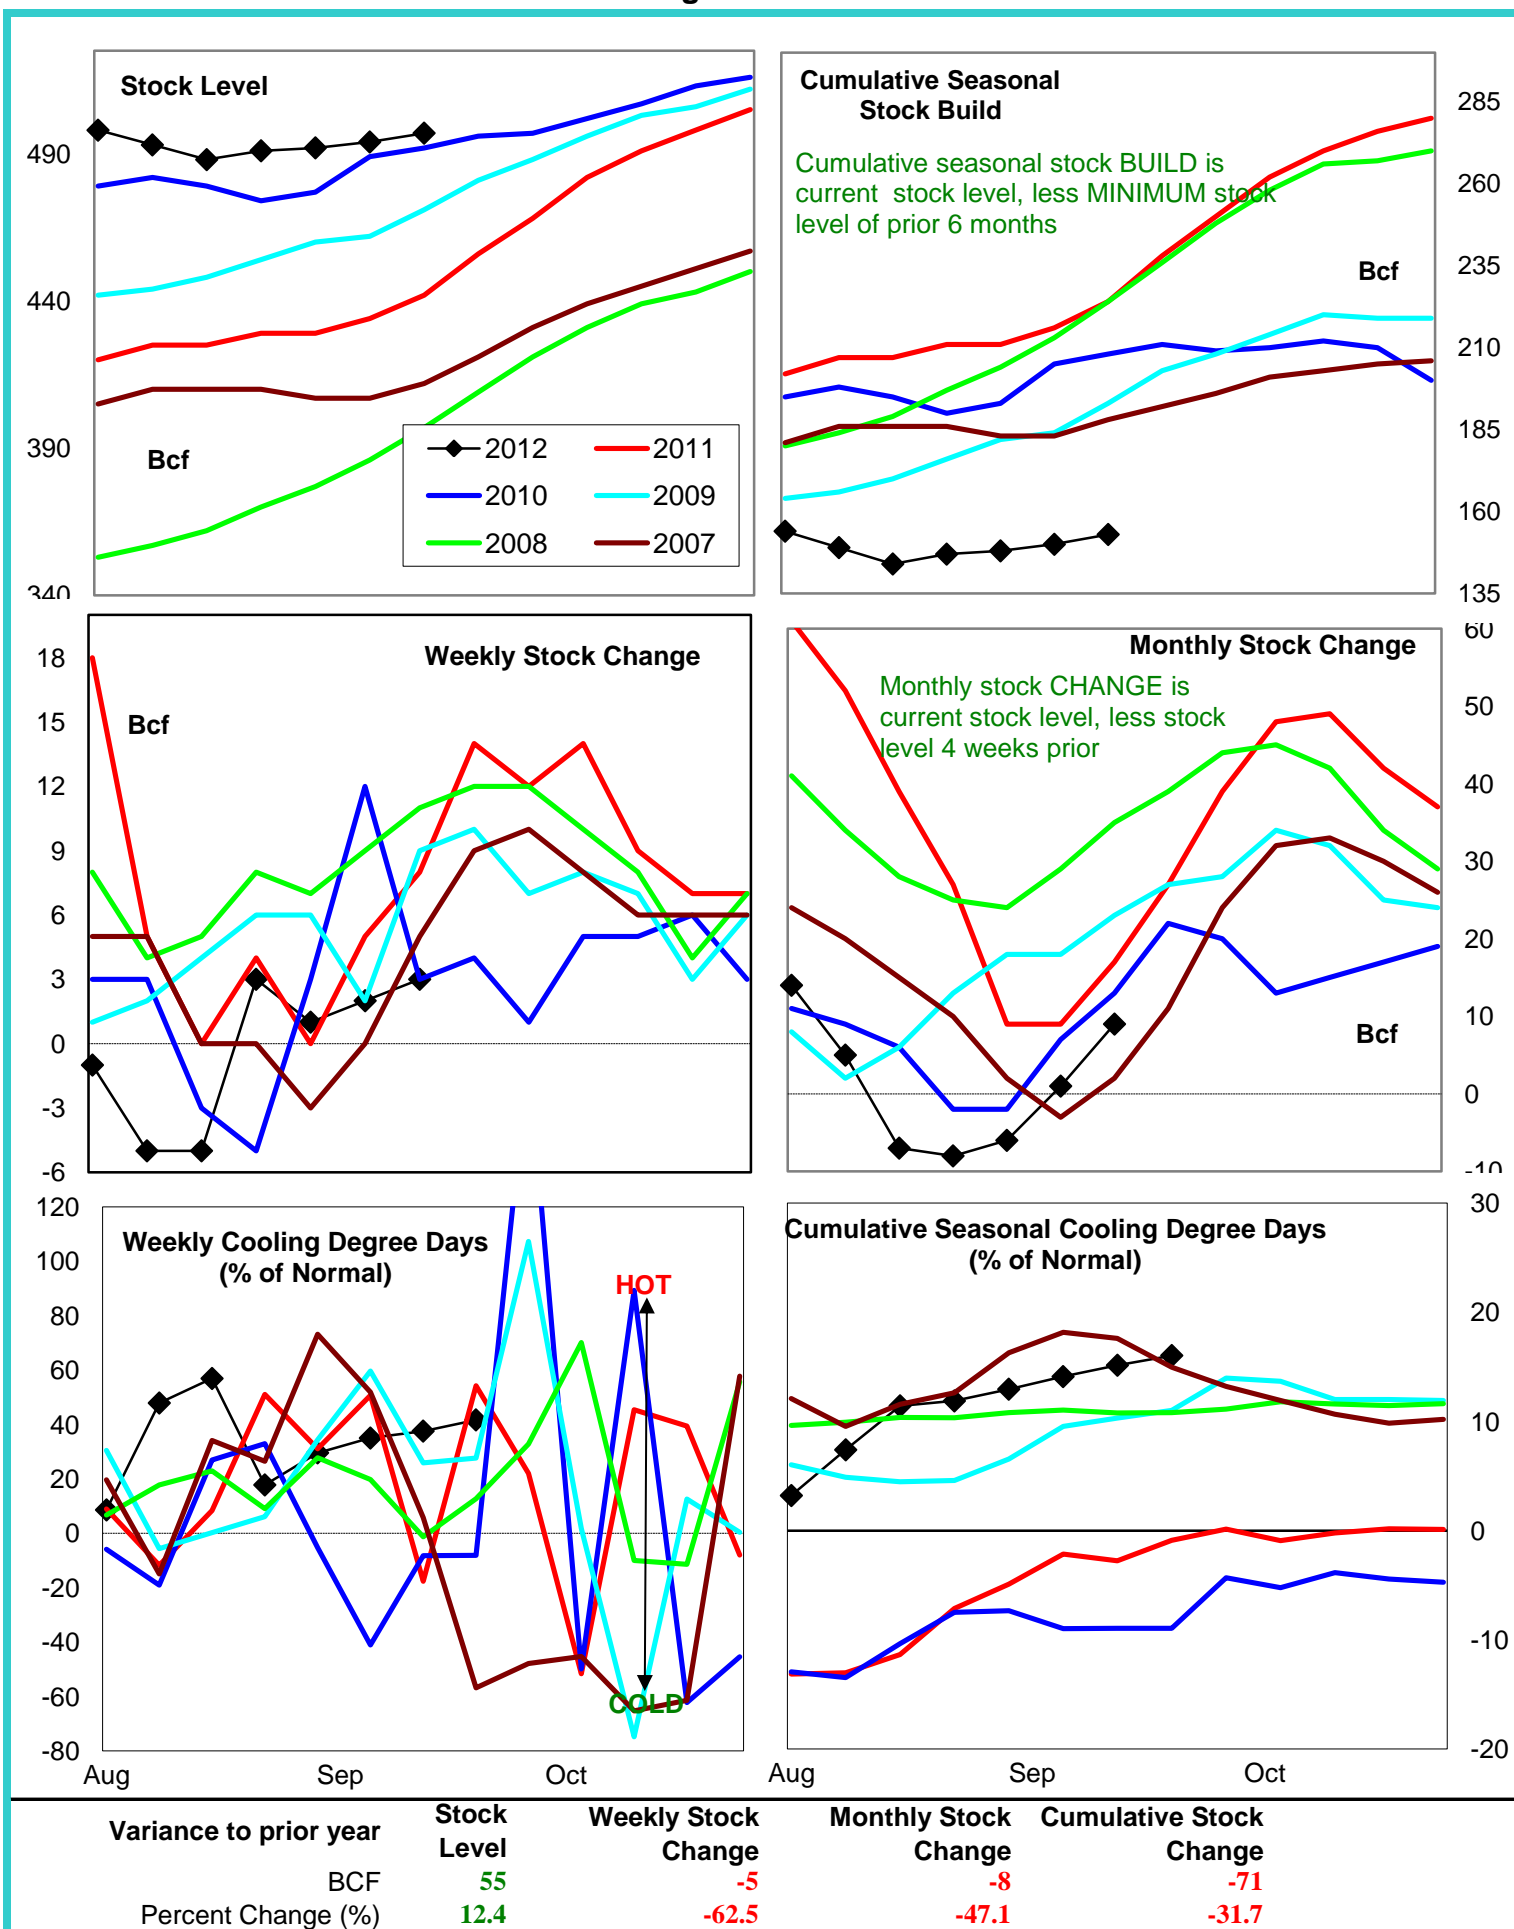 Stock Level
490
440
390
340
Bcf
2012
2011
2010
2009
2008
2007
Cumulative Seasonal
Stock Build
Cumulative seasonal stock BUILD is
current stock level, less MINIMUM stock
level of prior 6 months
Bcf
285
260
235
210
185
160
135
Weekly Stock Change
Bcf
18
15
12
9
6
3
0
-3
-6
Monthly Stock Change
Monthly stock CHANGE is
current stock level, less stock
level 4 weeks prior
Bcf
60
50
40
30
20
10
0
-10
Weekly Cooling Degree Days
(% of Normal)
HOT
COLD
120
100
80
60
40
20
0
-20
-40
-60
-80
Aug Sep Oct
Cumulative Seasonal Cooling Degree Days
(% of Normal)
30
20
10
0
-10
-20
Aug Sep Oct
Variance to prior year
Stock
Level
Weekly Stock
Change
Monthly Stock
Change
Cumulative Stock
Change
BCF 55 -5 -8 -71
Percent Change (%) 12.4 -62.5 -47.1 -31.7